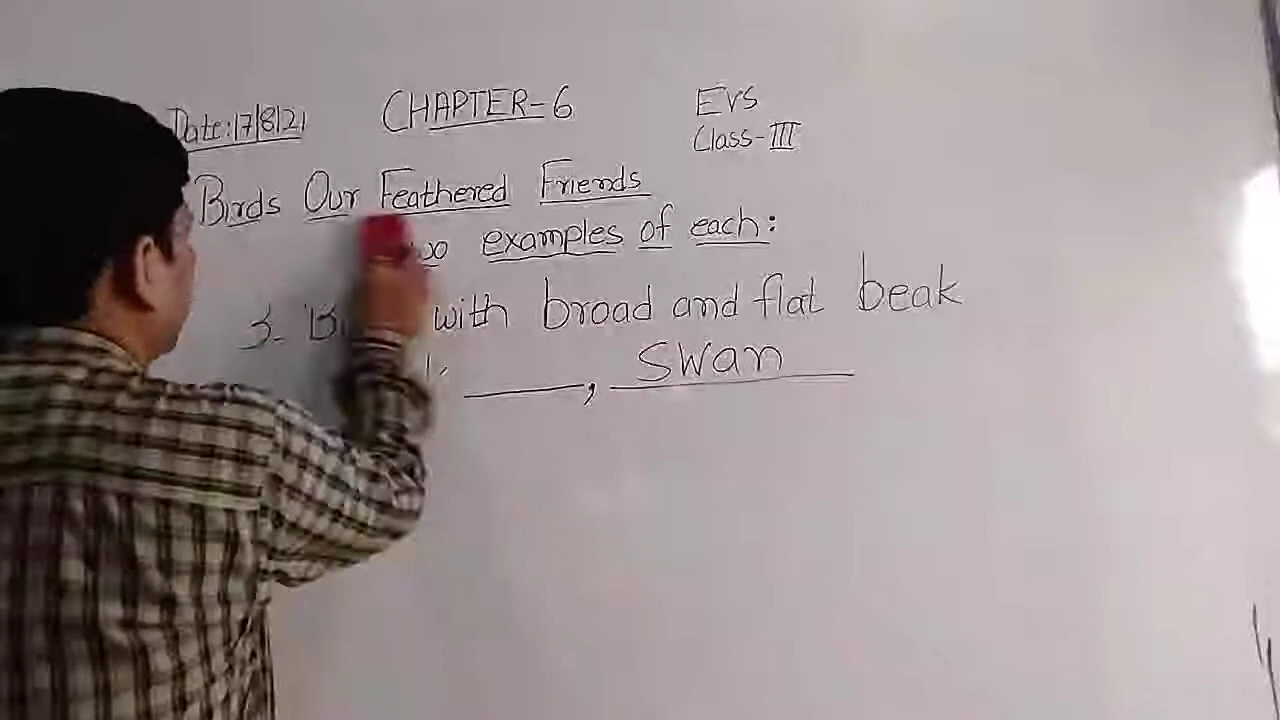 Date: 17/8/21 CHAPTER-6 EVS
Class-III
Birds Our Feathered Friends
examples of each:
3. with broad and flat beak
, Swan